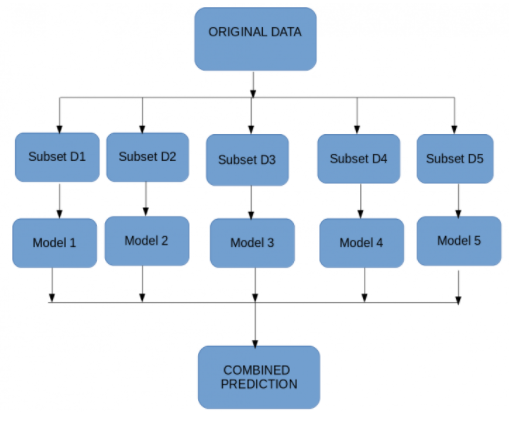 ORIGINAL DATA
Subset D1
Subset D2
Subset D3
Subset D4
Subset D5
Model 1
Model 2
Model 3
Model 4
Model 5
COMBINED
PREDICTION